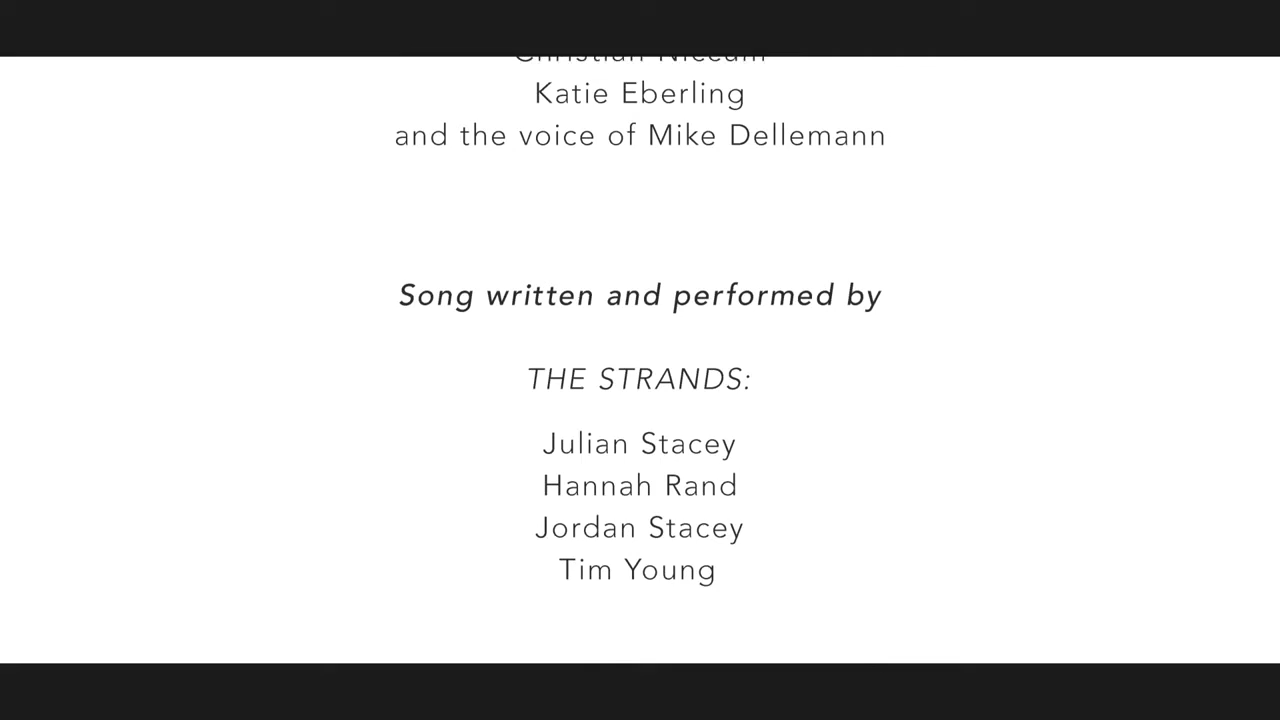 Christian
Katie Eberling
and the voice of Mike Dellemann
Song written and performed by
THE STRANDS:
Julian Stacey
Hannah Rand
Jordan Stacey
Tim Young